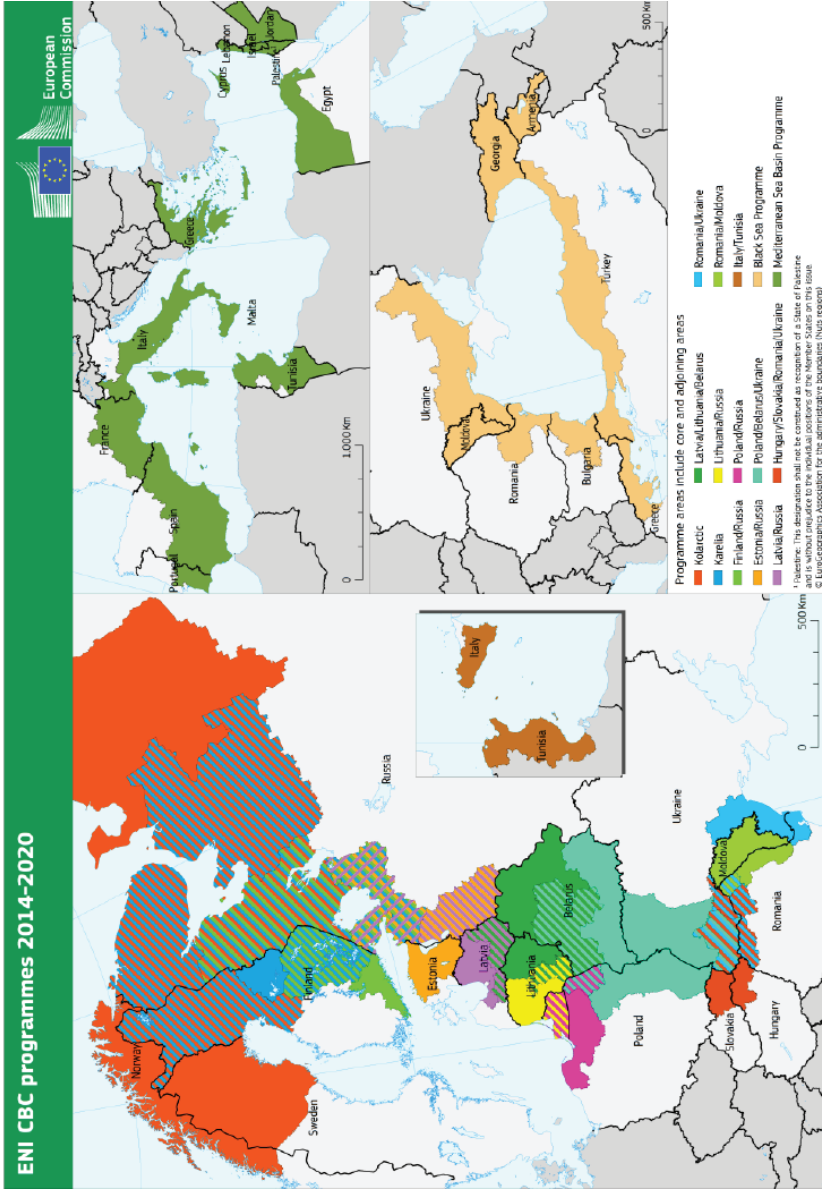 ENI CBC programmes 2014-2020
European
Commission
Norway
Sweden
Finland
Russia
Estonia
Latvia
Lithuania
Belarus
Poland
Ukraine
Slovakia
Hungary
Romania
Moldova
0 500 Km
Italy
Tunisia
Portugal
Spain
France
Italy
Malta
Tunisia
Greece
Cyprus
Lebanon
Israel
Palestine¹
Jordan
Egypt
0 1.000 Km
Ukraine
Moldova
Romania
Bulgaria
Greece
Turkey
Georgia
Armenia
0 500 Km
Programme areas include core and adjoining areas
Kolarctic
Karelia
Finland/Russia
Estonia/Russia
Latvia/Russia
Latvia/Lithuania/Belarus
Lithuania/Russia
Poland/Russia
Poland/Belarus/Ukraine
Hungary/Slovakia/Romania/Ukraine
Romania/Ukraine
Romania/Moldova
Italy/Tunisia
Black Sea Programme
Mediterranean Sea Basin Programme
¹ Palestine: This designation shall not be construed as recognition of a State of Palestine
and is without prejudice to the individual positions of the Member States on this issue.
© EuroGeographics Association for the administrative boundaries (Nuts regions)